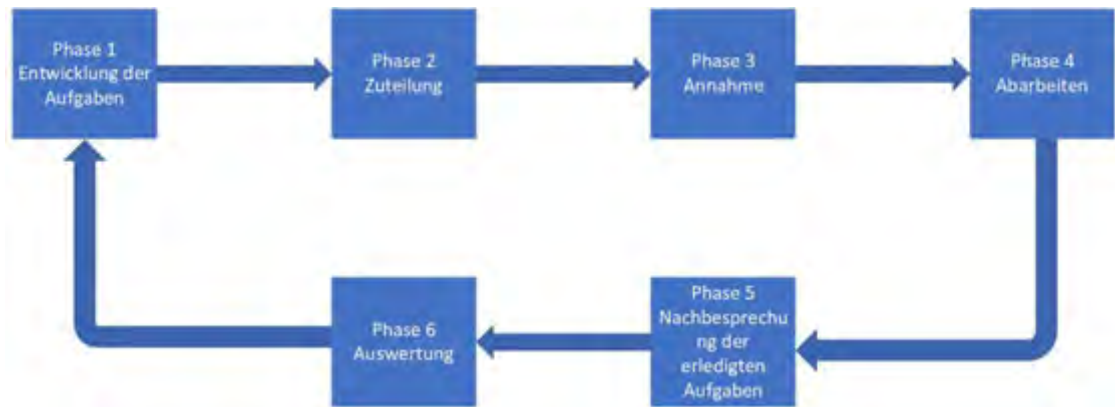 Phase 1
Entwicklung der
Aufgaben
Phase 2
Zuteilung
Phase 3
Annahme
Phase 4
Abarbeiten
Phase 5
Nachbesprechu
ng der
erledigten
Aufgaben
Phase 6
Auswertung